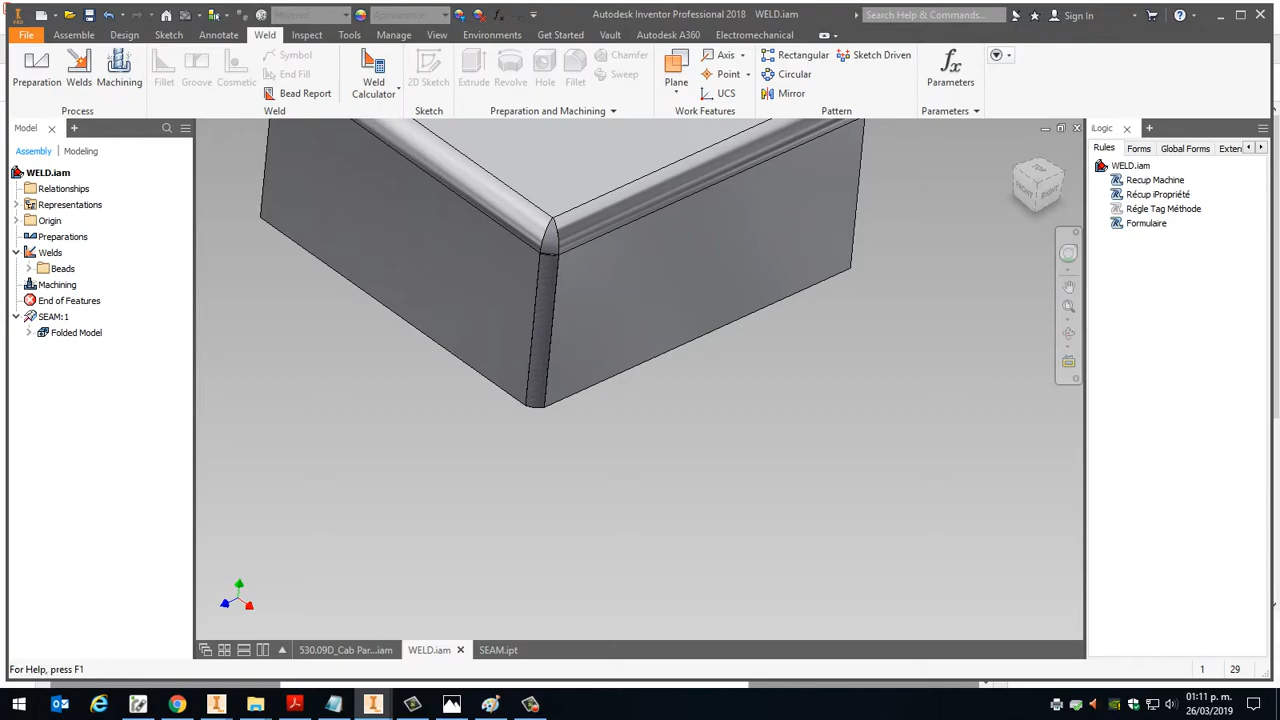 Material
Appearance
Autodesk Inventor Professional 2018 WELD.iam
Search Help & Commands...
Sign In
File Assemble Design Sketch Annotate Weld Inspect Tools Manage View Environments Get Started Vault Autodesk A360 Electromechanical
Preparation Welds Machining
Process
Fillet Groove Cosmetic
Symbol
End Fill
Bead Report
Weld
Calculator
Weld
2D Sketch
Sketch
Extrude Revolve Hole Fillet
Chamfer
Sweep
Preparation and Machining
Plane
Axis
Point
UCS
Work Features
Rectangular
Circular
Mirror
Sketch Driven
Pattern
Parameters
Parameters
Model
Assembly Modeling
WELD.iam
Relationships
Representations
Origin
Preparations
Welds
Beads
Machining
End of Features
SEAM:1
Folded Model
TOP
FRONT
RIGHT
iLogic
Rules Forms Global Forms Exter
WELD.iam
Recup Machine
Récup iPropriété
Régle Tag Méthode
Formulaire
530.09D_Cab Par...iam WELD.iam SEAM.ipt
For Help, press F1
1 29
01:11 p. m.
26/03/2019